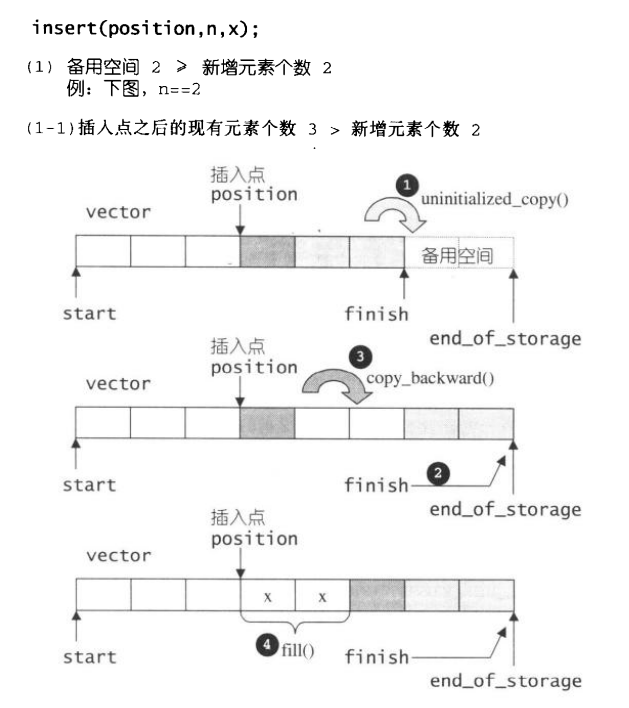 insert(position,n,x);
(1) 备用空间 2 ≥ 新增元素个数 2
例：下图，n==2
(1-1)插入点之后的现有元素个数 3 > 新增元素个数 2
插入点
position
1
uninitialized_copy()
vector
备用空间
start
finish
end_of_storage
插入点
position
3
copy_backward()
vector
start
finish
2
end_of_storage
插入点
position
vector
x x
4 fill()
start
finish
end_of_storage